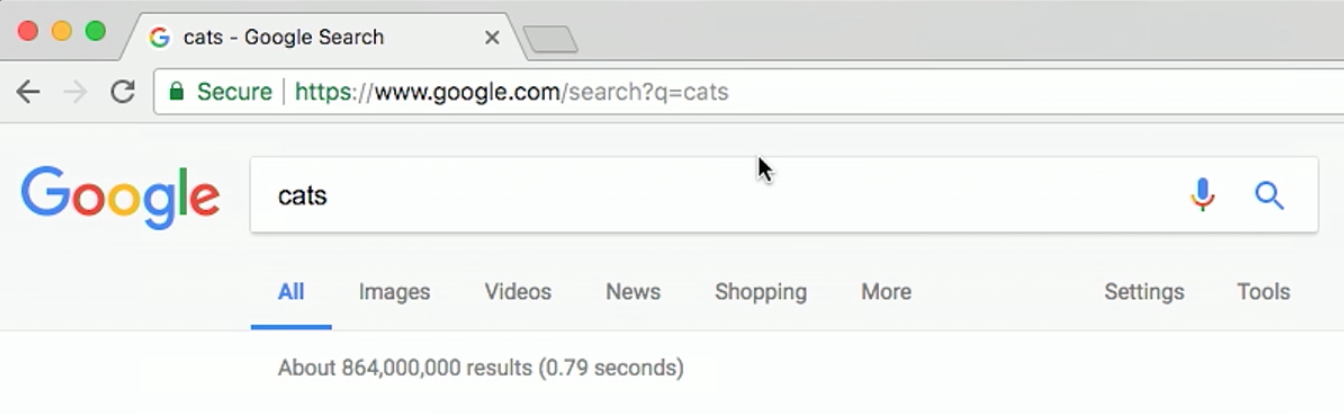 cats - Google Search
Secure https://www.google.com/search?q=cats
Google cats
All Images Videos News Shopping More Settings Tools
About 864,000,000 results (0.79 seconds)